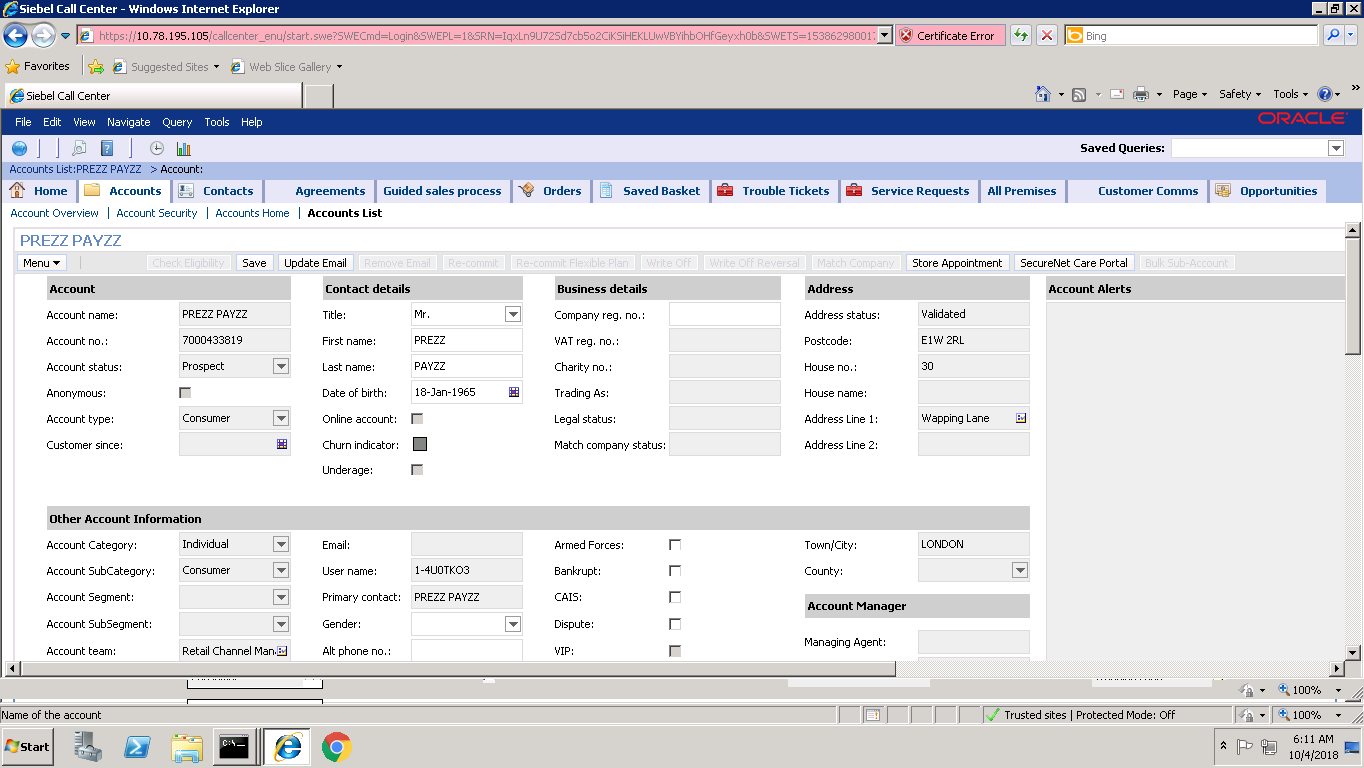 Siebel Call Center - Windows Internet Explorer
https://10.78.195.105/callcenter_enu/start.swe?SWECmd=Login&SWEPL=1&SRN= Certificate Error Bing
Favorites Suggested Sites Web Slice Gallery
Siebel Call Center Page Safety Tools
File Edit View Navigate Query Tools Help ORACLE
Saved Queries:
Accounts List:PREZZ PAYZZ > Account:
Home Accounts Contacts Agreements Guided sales process Orders Saved Basket Trouble Tickets Service Requests All Premises Customer Comms Opportunities
Account Overview | Account Security | Accounts Home | Accounts List
PREZZ PAYZZ
Menu Check Eligibility Save Update Email Remove Email Re-commit Re-commit Flexible Plan Write Off Write Off Reversal Match Company Store Appointment SecureNet Care Portal Bulk Sub-Account
Account Contact details Business details Address Account Alerts
Account name: PREZZ PAYZZ Title: Mr. Company reg. no.: Address status: Validated
Account no.: 7000433819 First name: PREZZ VAT reg. no.: Postcode: E1W 2RL
Account status: Prospect Last name: PAYZZ Charity no.: House no.: 30
Anonymous: Date of birth: 18-Jan-1965 Trading As: House name:
Account type: Consumer Online account: Legal status: Address Line 1: Wapping Lane
Customer since: Churn indicator: Match company status: Address Line 2:
Underage:
Other Account Information
Account Category: Individual Email: Armed Forces: Town/City: LONDON
Account SubCategory: Consumer User name: 1-4U0TKO3 Bankrupt: County:
Account Segment: Primary contact: PREZZ PAYZZ CAIS: Account Manager
Account SubSegment: Gender: Dispute:
Account team: Retail Channel Man. Alt phone no.: VIP: Managing Agent:
100%
Name of the account Trusted sites | Protected Mode: Off 100%
Start 6:11 AM
10/4/2018